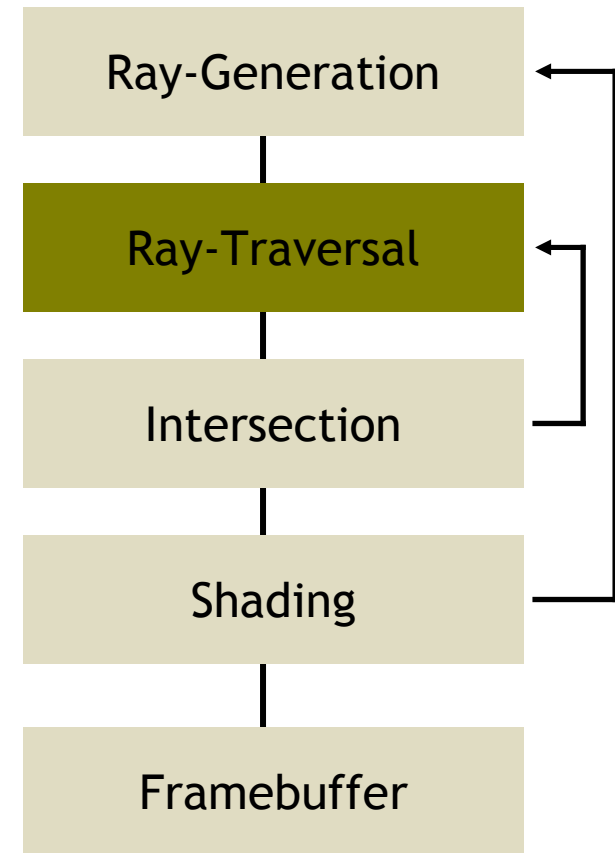 Ray-Generation
Ray-Traversal
Intersection
Shading
Framebuffer